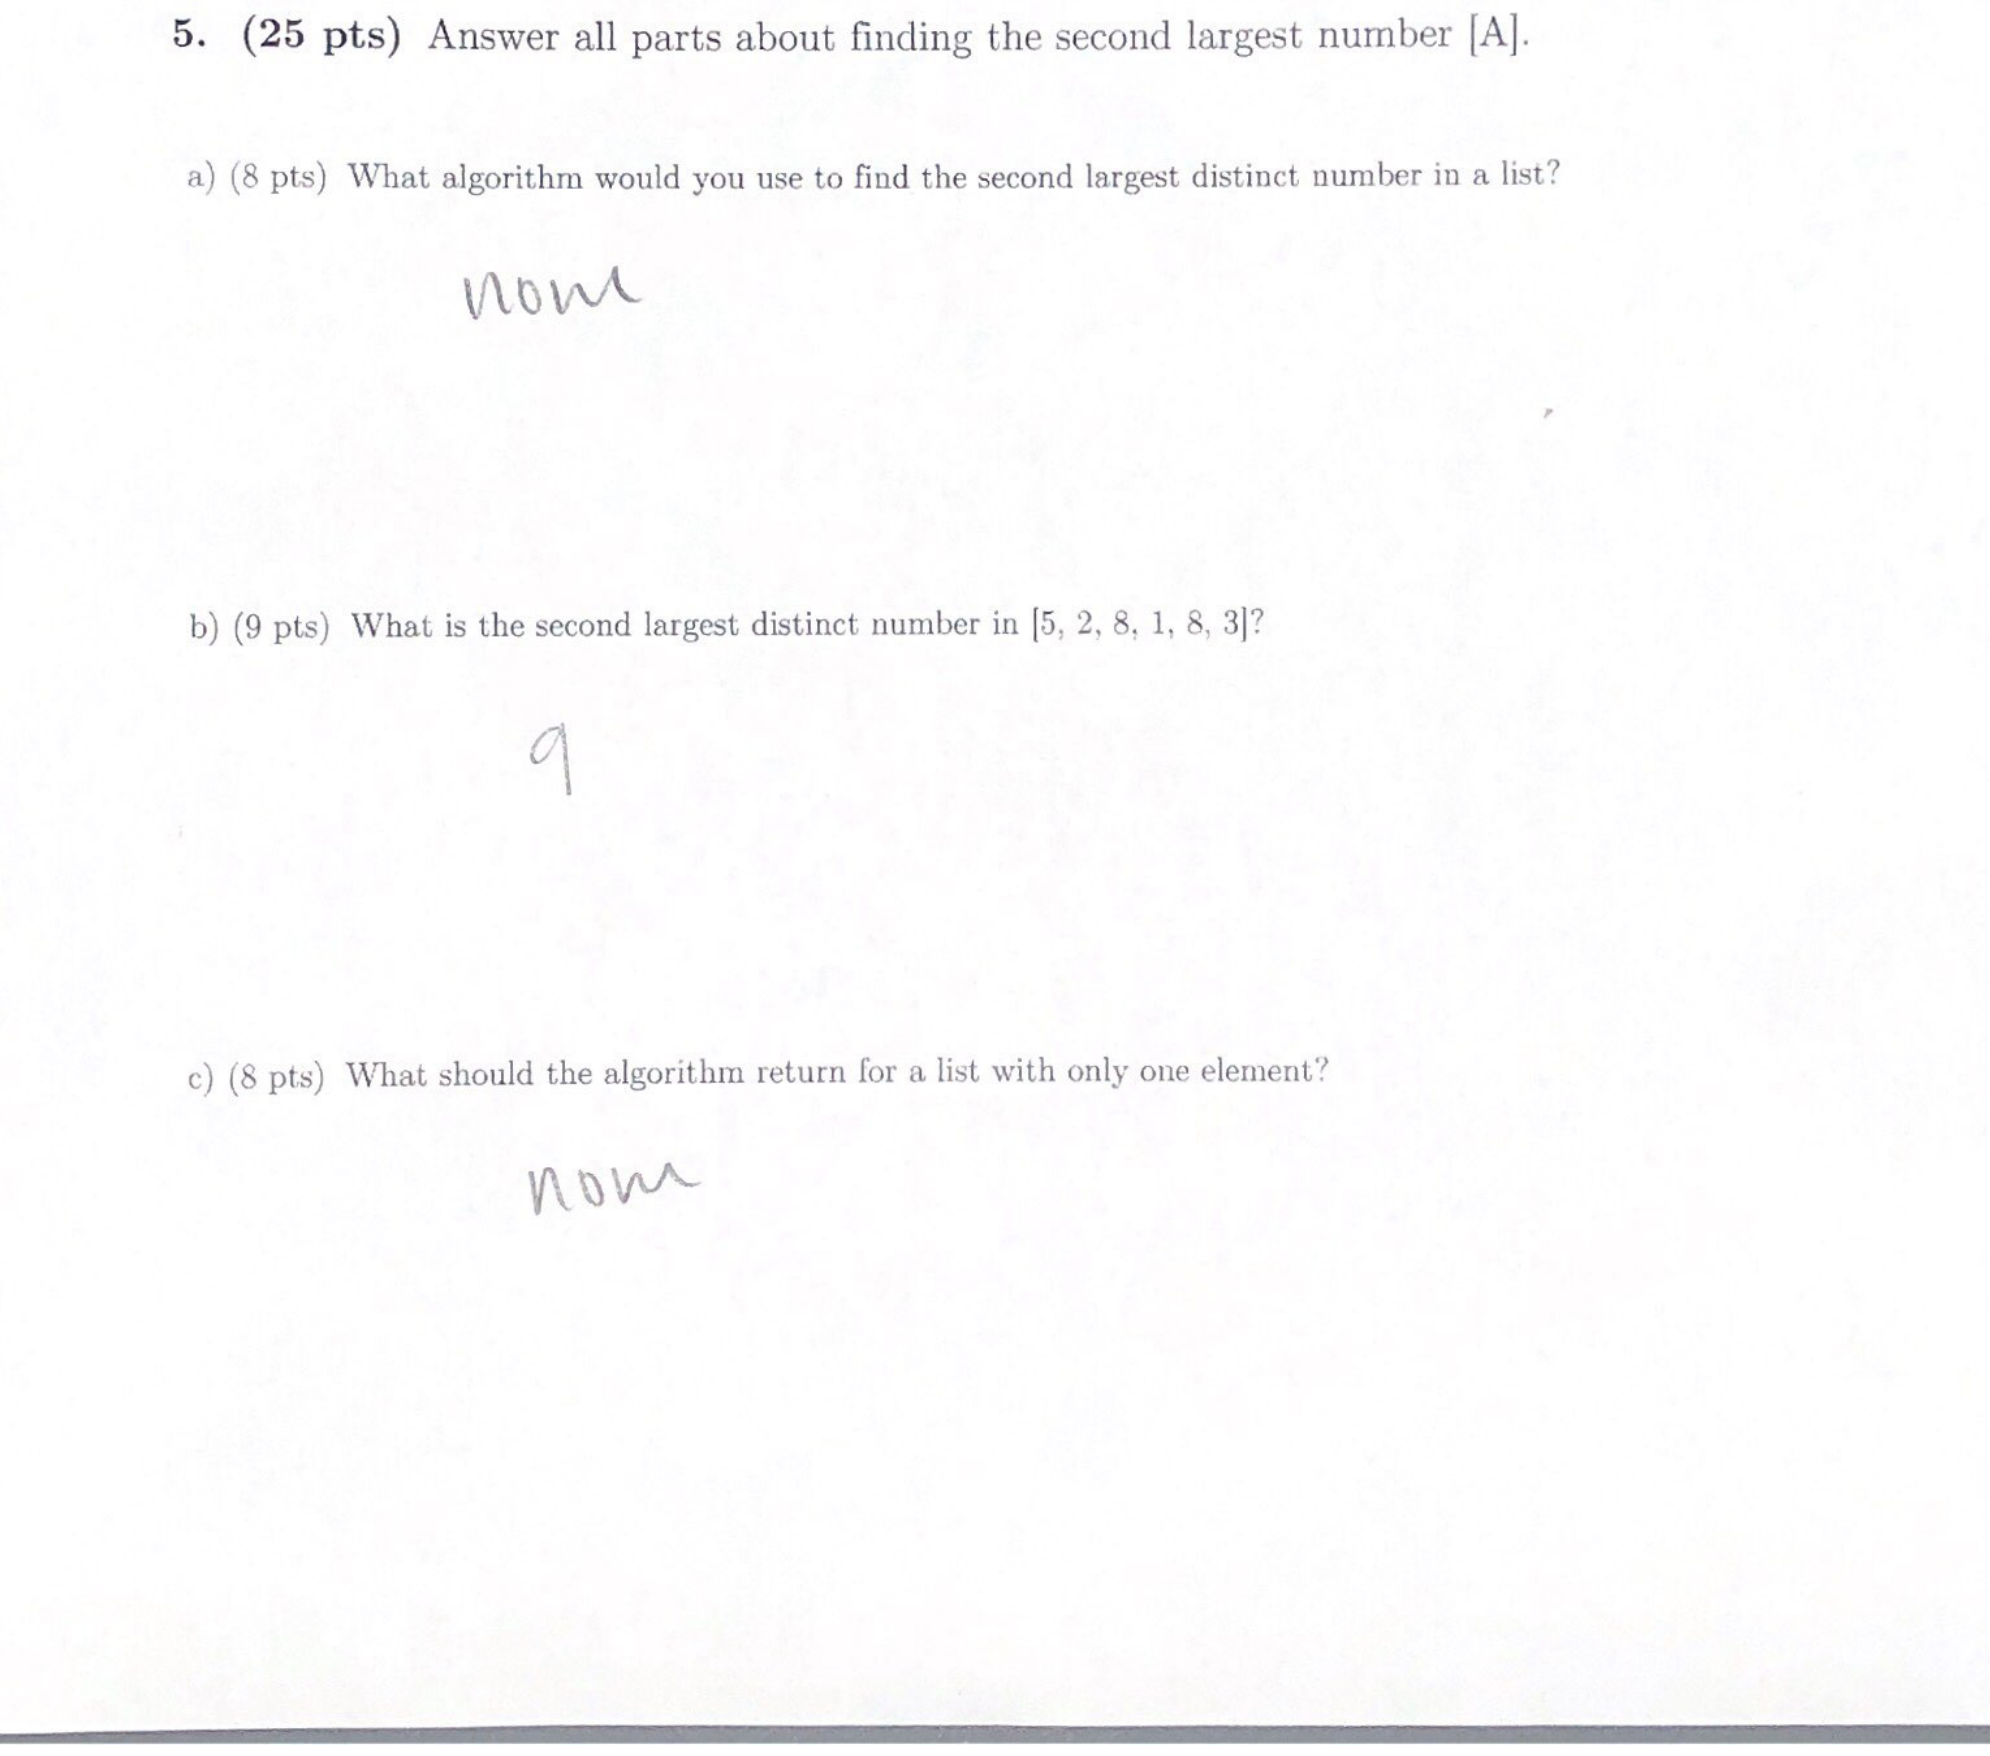 5. (25 pts) Answer all parts about finding the second largest number [A].
a) (8 pts) What algorithm would you use to find the second largest distinct number in a list?
none
b) (9 pts) What is the second largest distinct number in [5, 2, 8, 1, 8, 3]?
9
c) (8 pts) What should the algorithm return for a list with only one element?
none